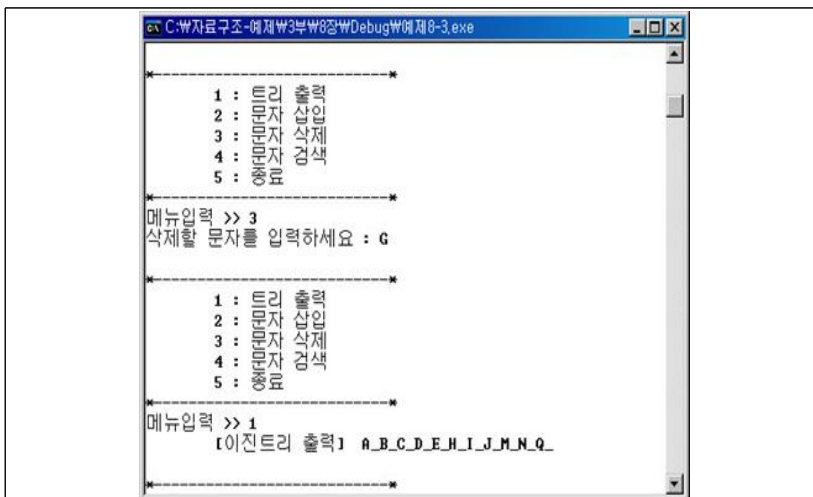 C:\자료구조-예제\3부\8장\Debug\예제8-3.exe
*---------------------------*
1 : 트리 출력
2 : 문자 삽입
3 : 문자 삭제
4 : 문자 검색
5 : 종료
*---------------------------*
메뉴입력 >> 3
삭제할 문자를 입력하세요 : G
*---------------------------*
1 : 트리 출력
2 : 문자 삽입
3 : 문자 삭제
4 : 문자 검색
5 : 종료
*---------------------------*
메뉴입력 >> 1
[이진트리 출력] A_B_C_D_E_H_I_J_M_N_Q_
*---------------------------*